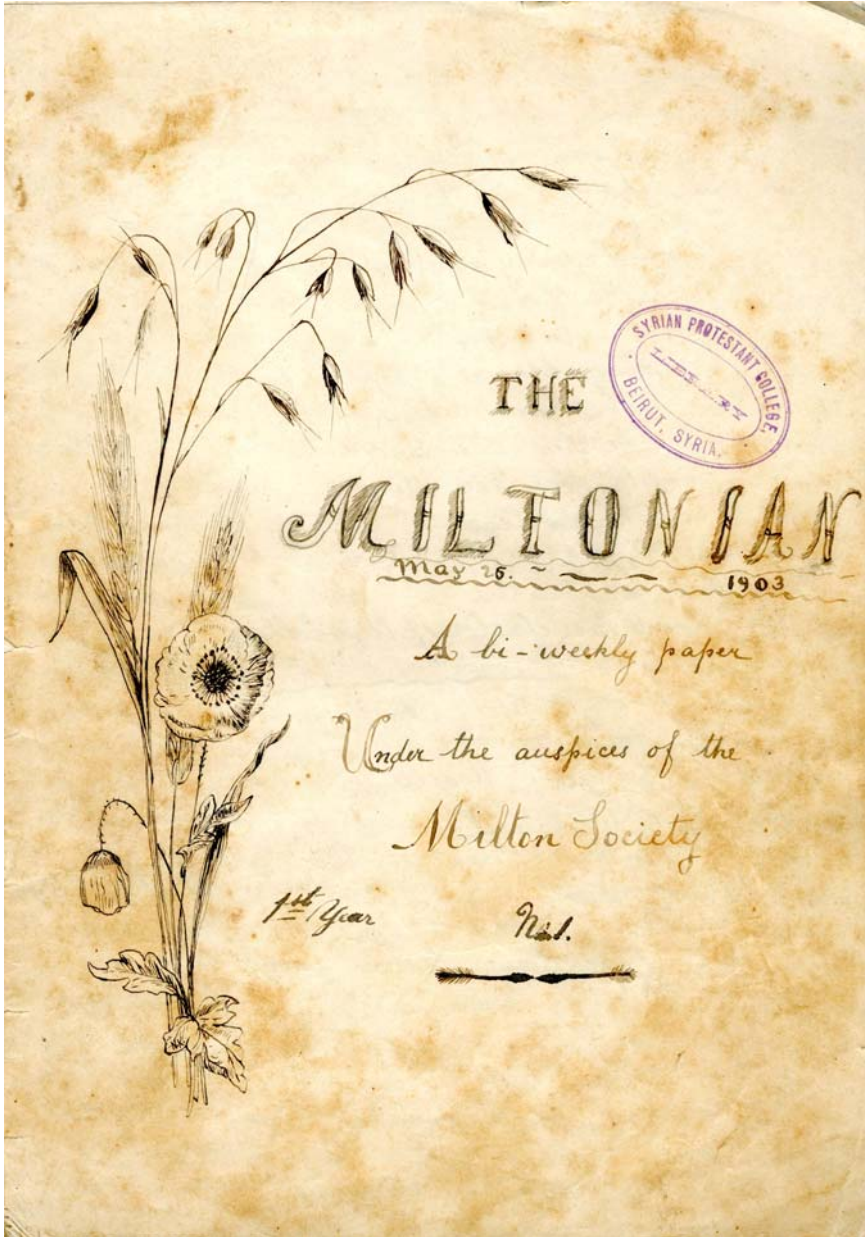 THE
SYRIAN PROTESTANT COLLEGE,
LIBRARY
BEIRUT, SYRIA.
MILTONIAN
May 25. 1903
A bi-weekly paper
Under the auspices of the
Milton Society
1st Year No 1.